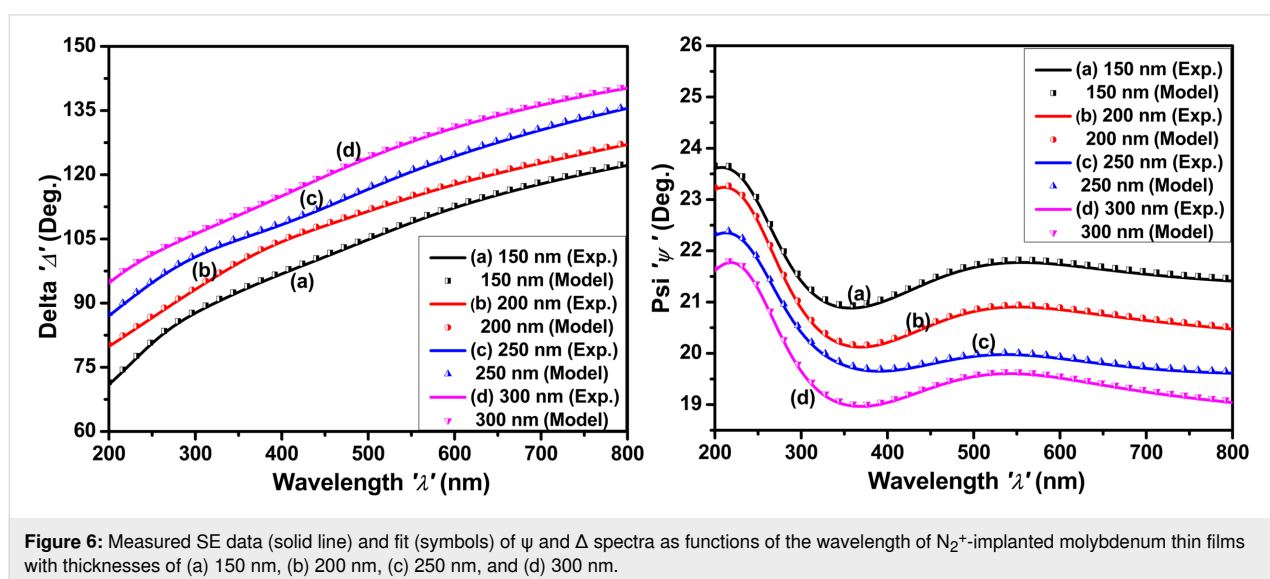 150
135
120
105
90
75
60
Delta 'Δ' (Deg.)
200 300 400 500 600 700 800
Wavelength 'λ' (nm)
(d)
(c)
(b)
(a)
(a) 150 nm (Exp.)
150 nm (Model)
(b) 200 nm (Exp.)
200 nm (Model)
(c) 250 nm (Exp.)
250 nm (Model)
(d) 300 nm (Exp.)
300 nm (Model)
26
25
24
23
22
21
20
19
Psi 'ψ' (Deg.)
200 300 400 500 600 700 800
Wavelength 'λ' (nm)
(a) 150 nm (Exp.)
150 nm (Model)
(b) 200 nm (Exp.)
200 nm (Model)
(c) 250 nm (Exp.)
250 nm (Model)
(d) 300 nm (Exp.)
300 nm (Model)
(a)
(b)
(c)
(d)
Figure 6: Measured SE data (solid line) and fit (symbols) of ψ and Δ spectra as functions of the wavelength of N₂⁺-implanted molybdenum thin films
with thicknesses of (a) 150 nm, (b) 200 nm, (c) 250 nm, and (d) 300 nm.